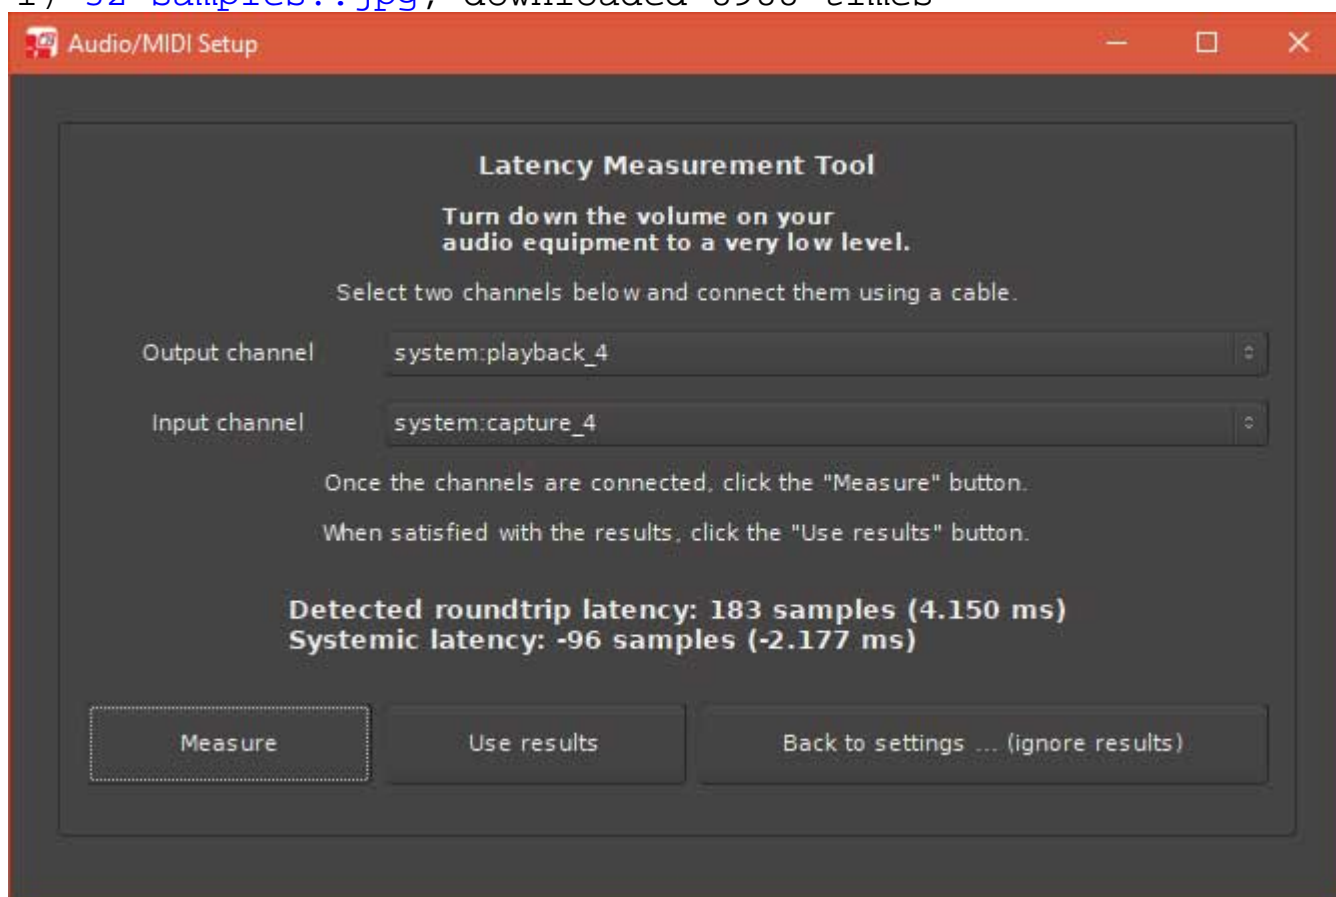 Audio/MIDI Setup
Latency Measurement Tool
Turn down the volume on your
audio equipment to a very low level.
Select two channels below and connect them using a cable.
Output channel system:playback_4
Input channel system:capture_4
Once the channels are connected, click the "Measure" button.
When satisfied with the results, click the "Use results" button.
Detected roundtrip latency: 183 samples (4.150 ms)
Systemic latency: -96 samples (-2.177 ms)
Measure Use results Back to settings ... (ignore results)